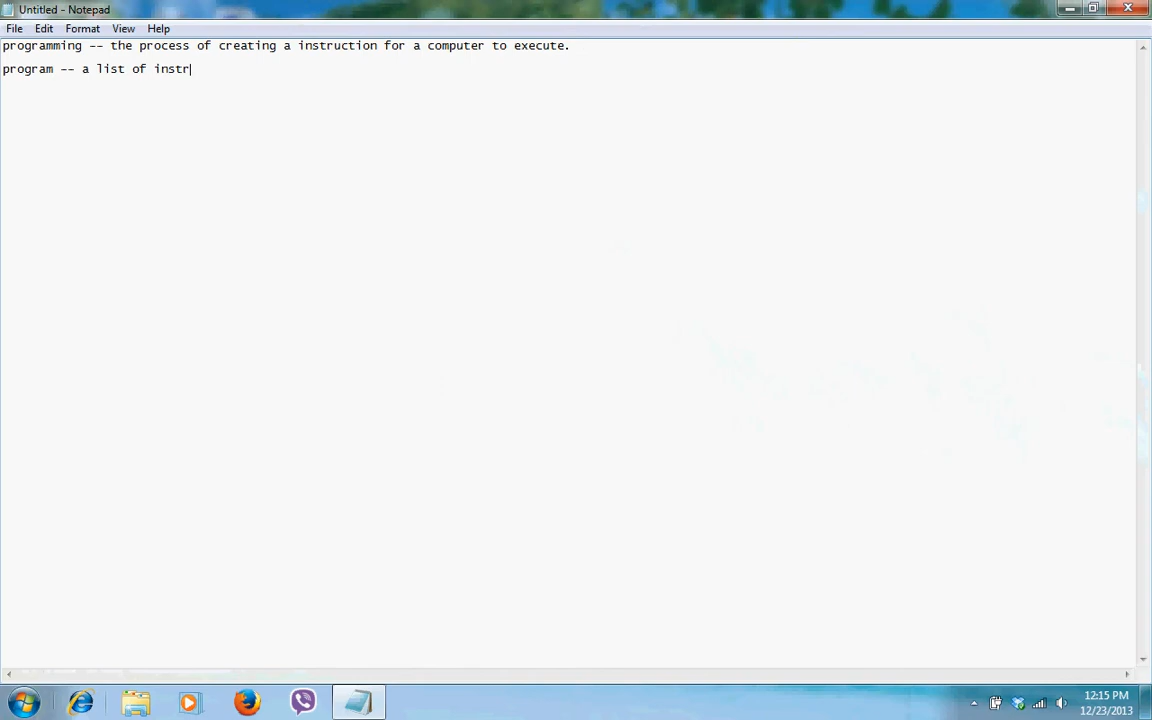 Untitled - Notepad
File Edit Format View Help
programming -- the process of creating a instruction for a computer to execute.
program -- a list of instr
12:15 PM
12/23/2013